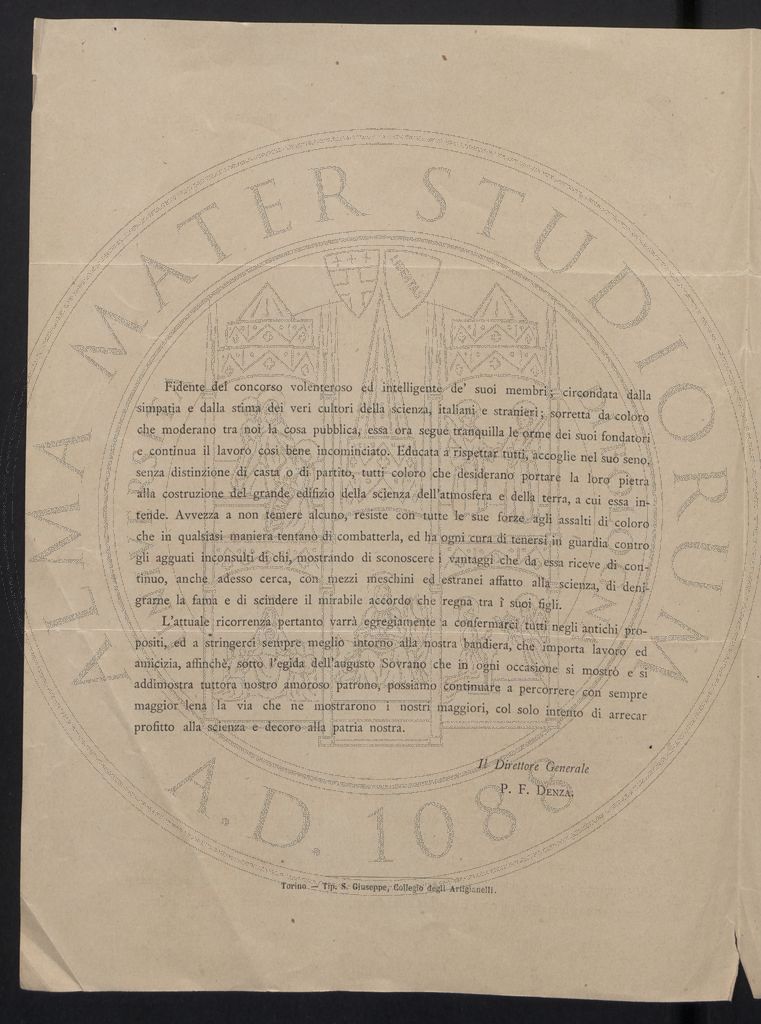 ALMA MATER STUDIORUM
LIBERTAS
Fidente del concorso volenteroso ed intelligente de' suoi membri; circondata dalla
simpatia e dalla stima dei veri cultori della scienza, italiani e stranieri; sorretta da coloro
che moderano tra noi la cosa pubblica, essa ora segue tranquilla le orme dei suoi fondatori
e continua il lavoro così bene incominciato. Educata a rispettar tutti, accoglie nel suo seno,
senza distinzione di casta o di partito, tutti coloro che desiderano portare la loro pietra
alla costruzione del grande edifizio della scienza dell'atmosfera e della terra, a cui essa in-
tende. Avvezza a non temere alcuno, resiste con tutte le sue forze agli assalti di coloro
che in qualsiasi maniera tentano di combatterla, ed ha ogni cura di tenersi in guardia contro
gli agguati inconsulti di chi, mostrando di sconoscere i vantaggi che da essa riceve di con-
tinuo, anche adesso cerca, con mezzi meschini ed estranei affatto alla scienza, di deni-
grarne la fama e di scindere il mirabile accordo che regna tra i suoi figli.
L'attuale ricorrenza pertanto varrà egregiamente a confermarci tutti negli antichi pro-
positi, ed a stringerci sempre meglio intorno alla nostra bandiera, che importa lavoro ed
amicizia, affinchè, sotto l'egida dell'augusto Sovrano che in ogni occasione si mostrò e si
addimostra tuttora nostro amoroso patrono, possiamo continuare a percorrere con sempre
maggior lena la via che ne mostrarono i nostri maggiori, col solo intento di arrecar
profitto alla scienza e decoro alla patria nostra.
Il Direttore Generale
P. F. DENZA.
A.D. 1088
Torino — Tip. S. Giuseppe, Collegio degli Artigianelli.